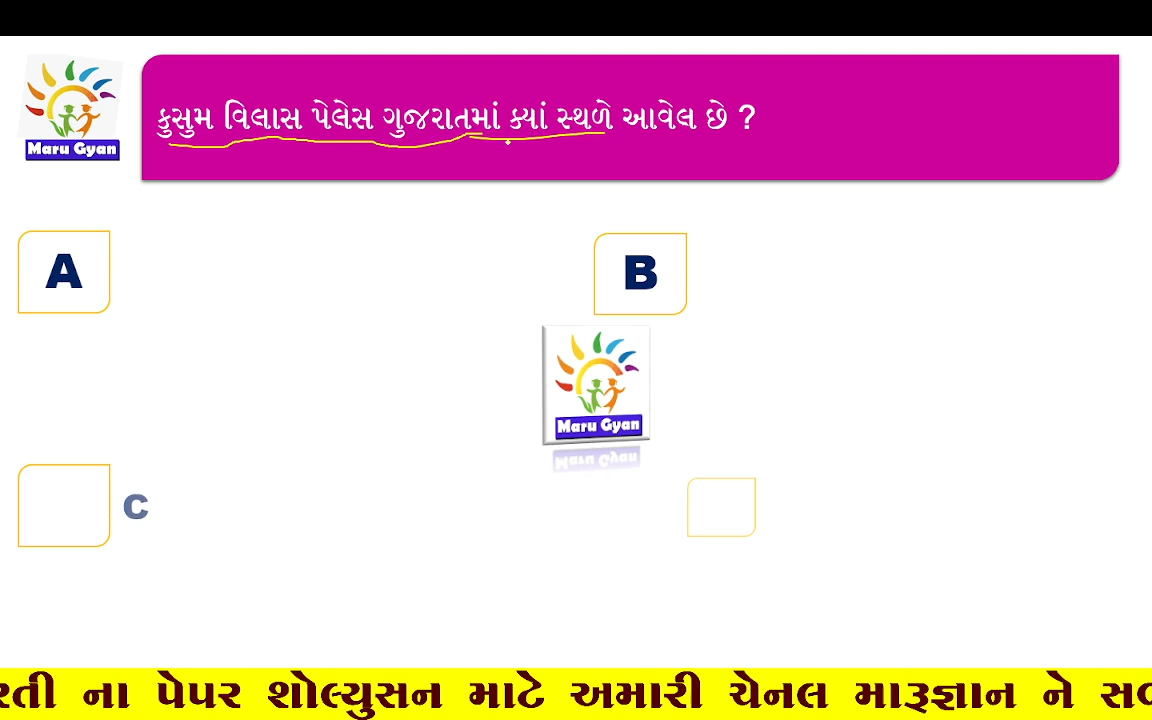 કુસુમ વિલાસ પેલેસ ગુજરાતમાં ક્યાં સ્થળે આવેલ છે ?
Maru Gyan
A
B
Maru Gyan
C
રતી ના પેપર શોલ્યુસન માટે અમારી ચેનલ મારૂજ્ઞાન ને